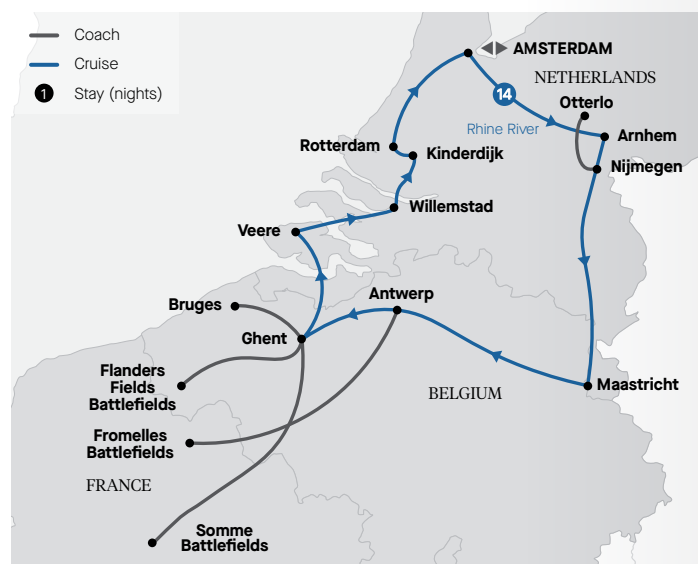 Coach
Cruise
1 Stay (nights)
AMSTERDAM
NETHERLANDS
14
Otterlo
Rhine River
Arnhem
Rotterdam
Kinderdijk
Nijmegen
Willemstad
Veere
Antwerp
Bruges
Ghent
Flanders
Fields
Battlefields
Maastricht
BELGIUM
Fromelles
Battlefields
FRANCE
Somme
Battlefields